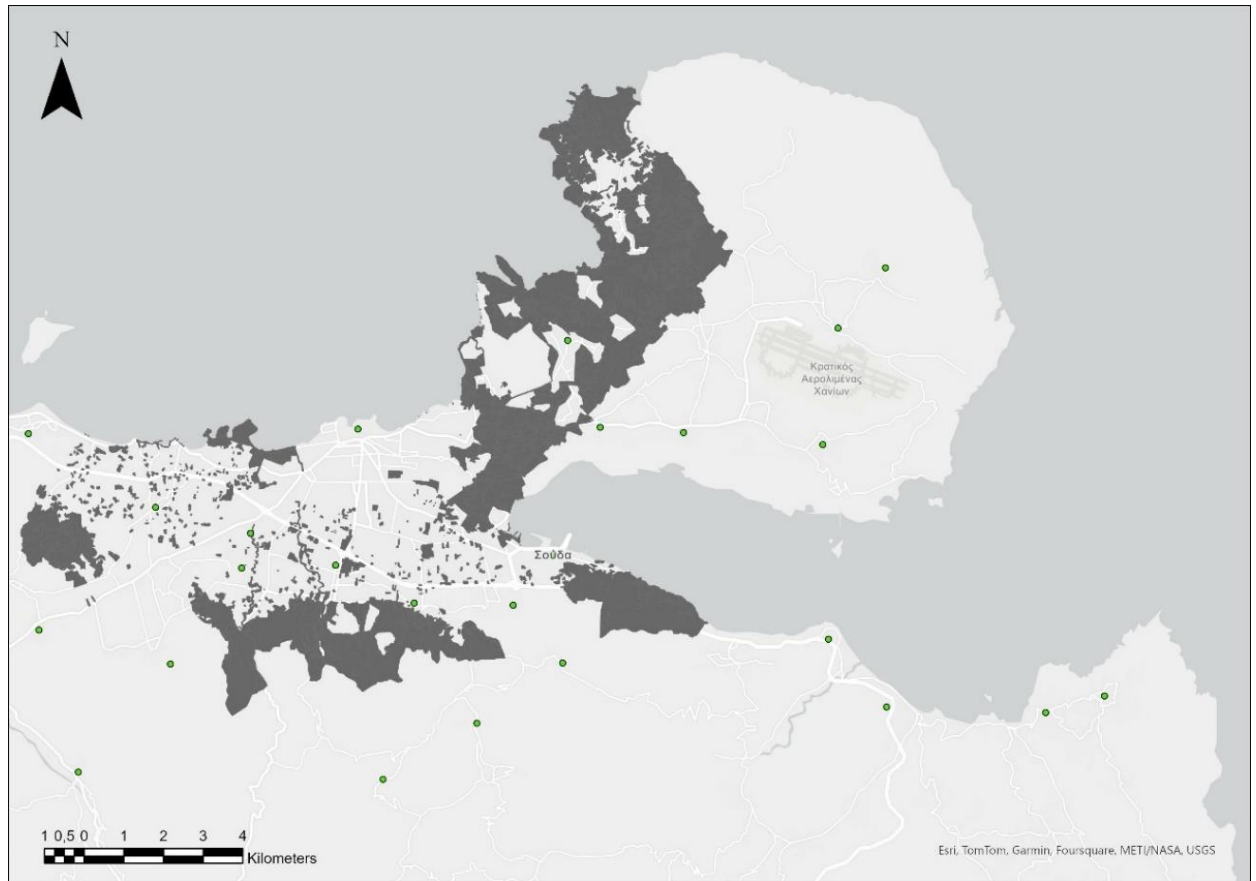 N
Κρατικός
Αερολιμένας
Χανίων
Σούδα
1 0,5 0 1 2 3 4
Kilometers
Esri, TomTom, Garmin, Foursquare, METI/NASA, USGS